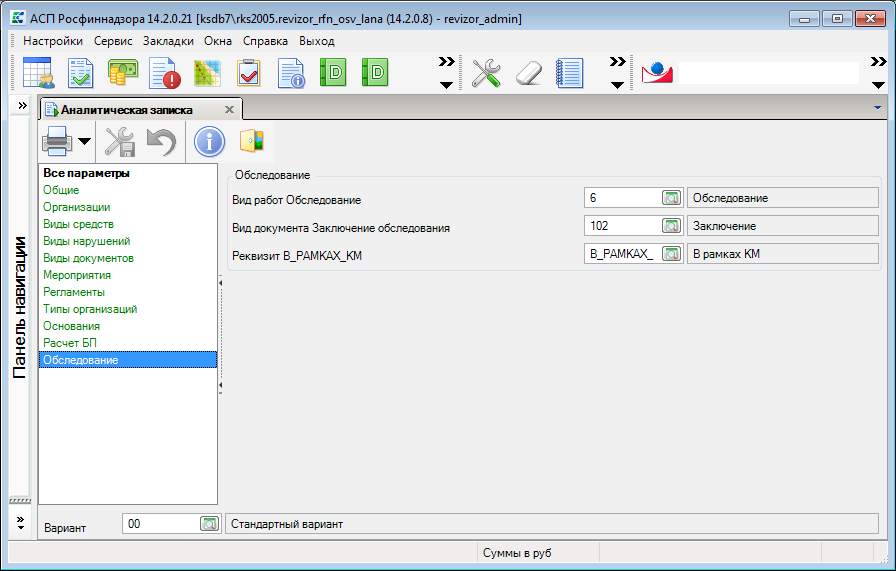 АСП Росфиннадзора 14.2.0.21 [ksdb7\rks2005.revizor_rfn_osv_lana (14.2.0.8) - revizor_admin]
Настройки Сервис Закладки Окна Справка Выход
Аналитическая записка
Панель навигации
Все параметры
Общие
Организации
Виды средств
Виды нарушений
Виды документов
Мероприятия
Регламенты
Типы организаций
Основания
Расчет БП
Обследование
Обследование
Вид работ Обследование 6 Обследование
Вид документа Заключение обследования 102 Заключение
Реквизит В_РАМКАХ_КМ В_РАМКАХ_ В рамках КМ
Вариант 00 Стандартный вариант
Суммы в руб